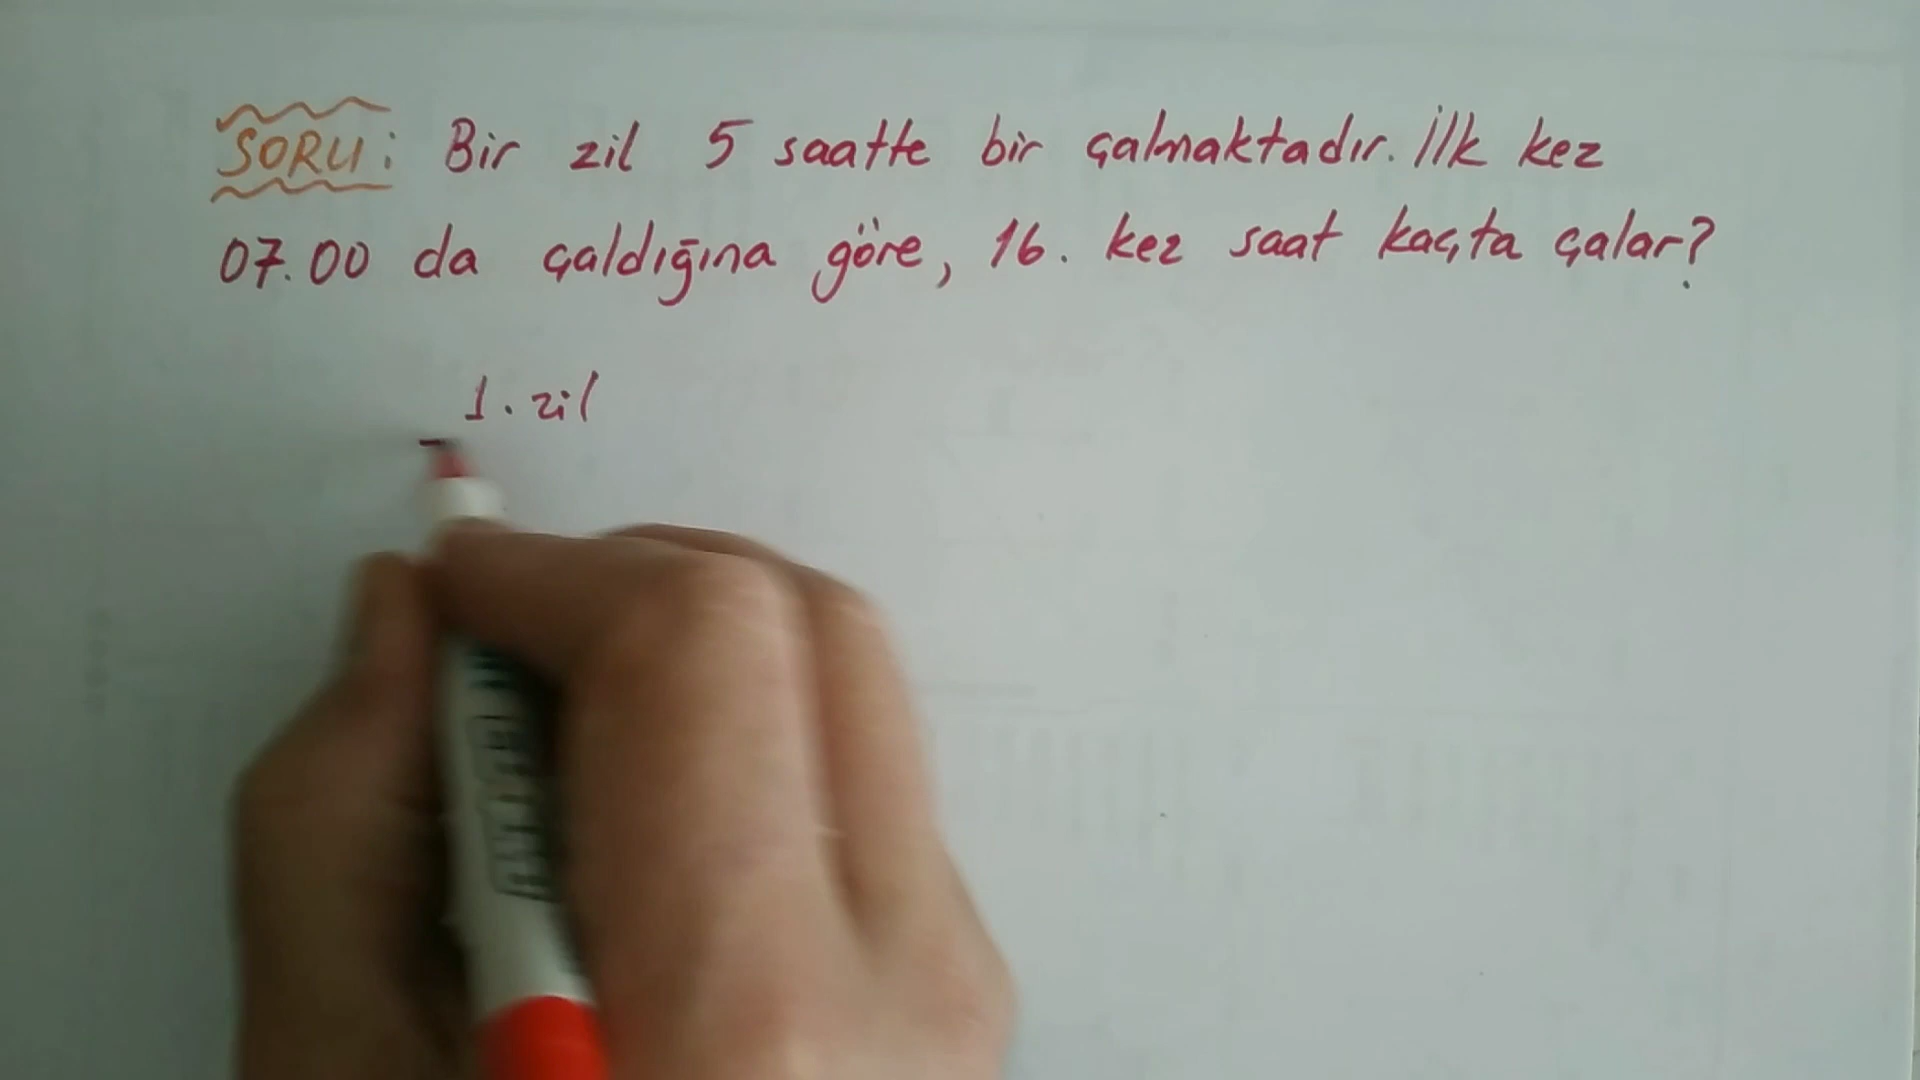 SORU: Bir zil 5 saatte bir çalmaktadır. İlk kez
07.00 da çaldığına göre, 16. kez saat kaçta çalar?
1. zil